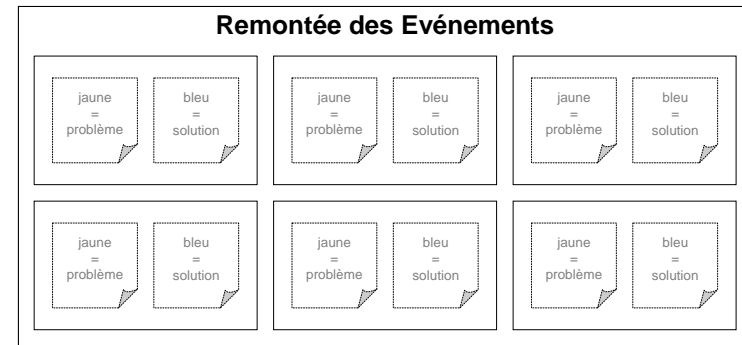 Remontée des Evénements
jaune
=
problème
bleu
=
solution
jaune
=
problème
bleu
=
solution
jaune
=
problème
bleu
=
solution
jaune
=
problème
bleu
=
solution
jaune
=
problème
bleu
=
solution
jaune
=
problème
bleu
=
solution